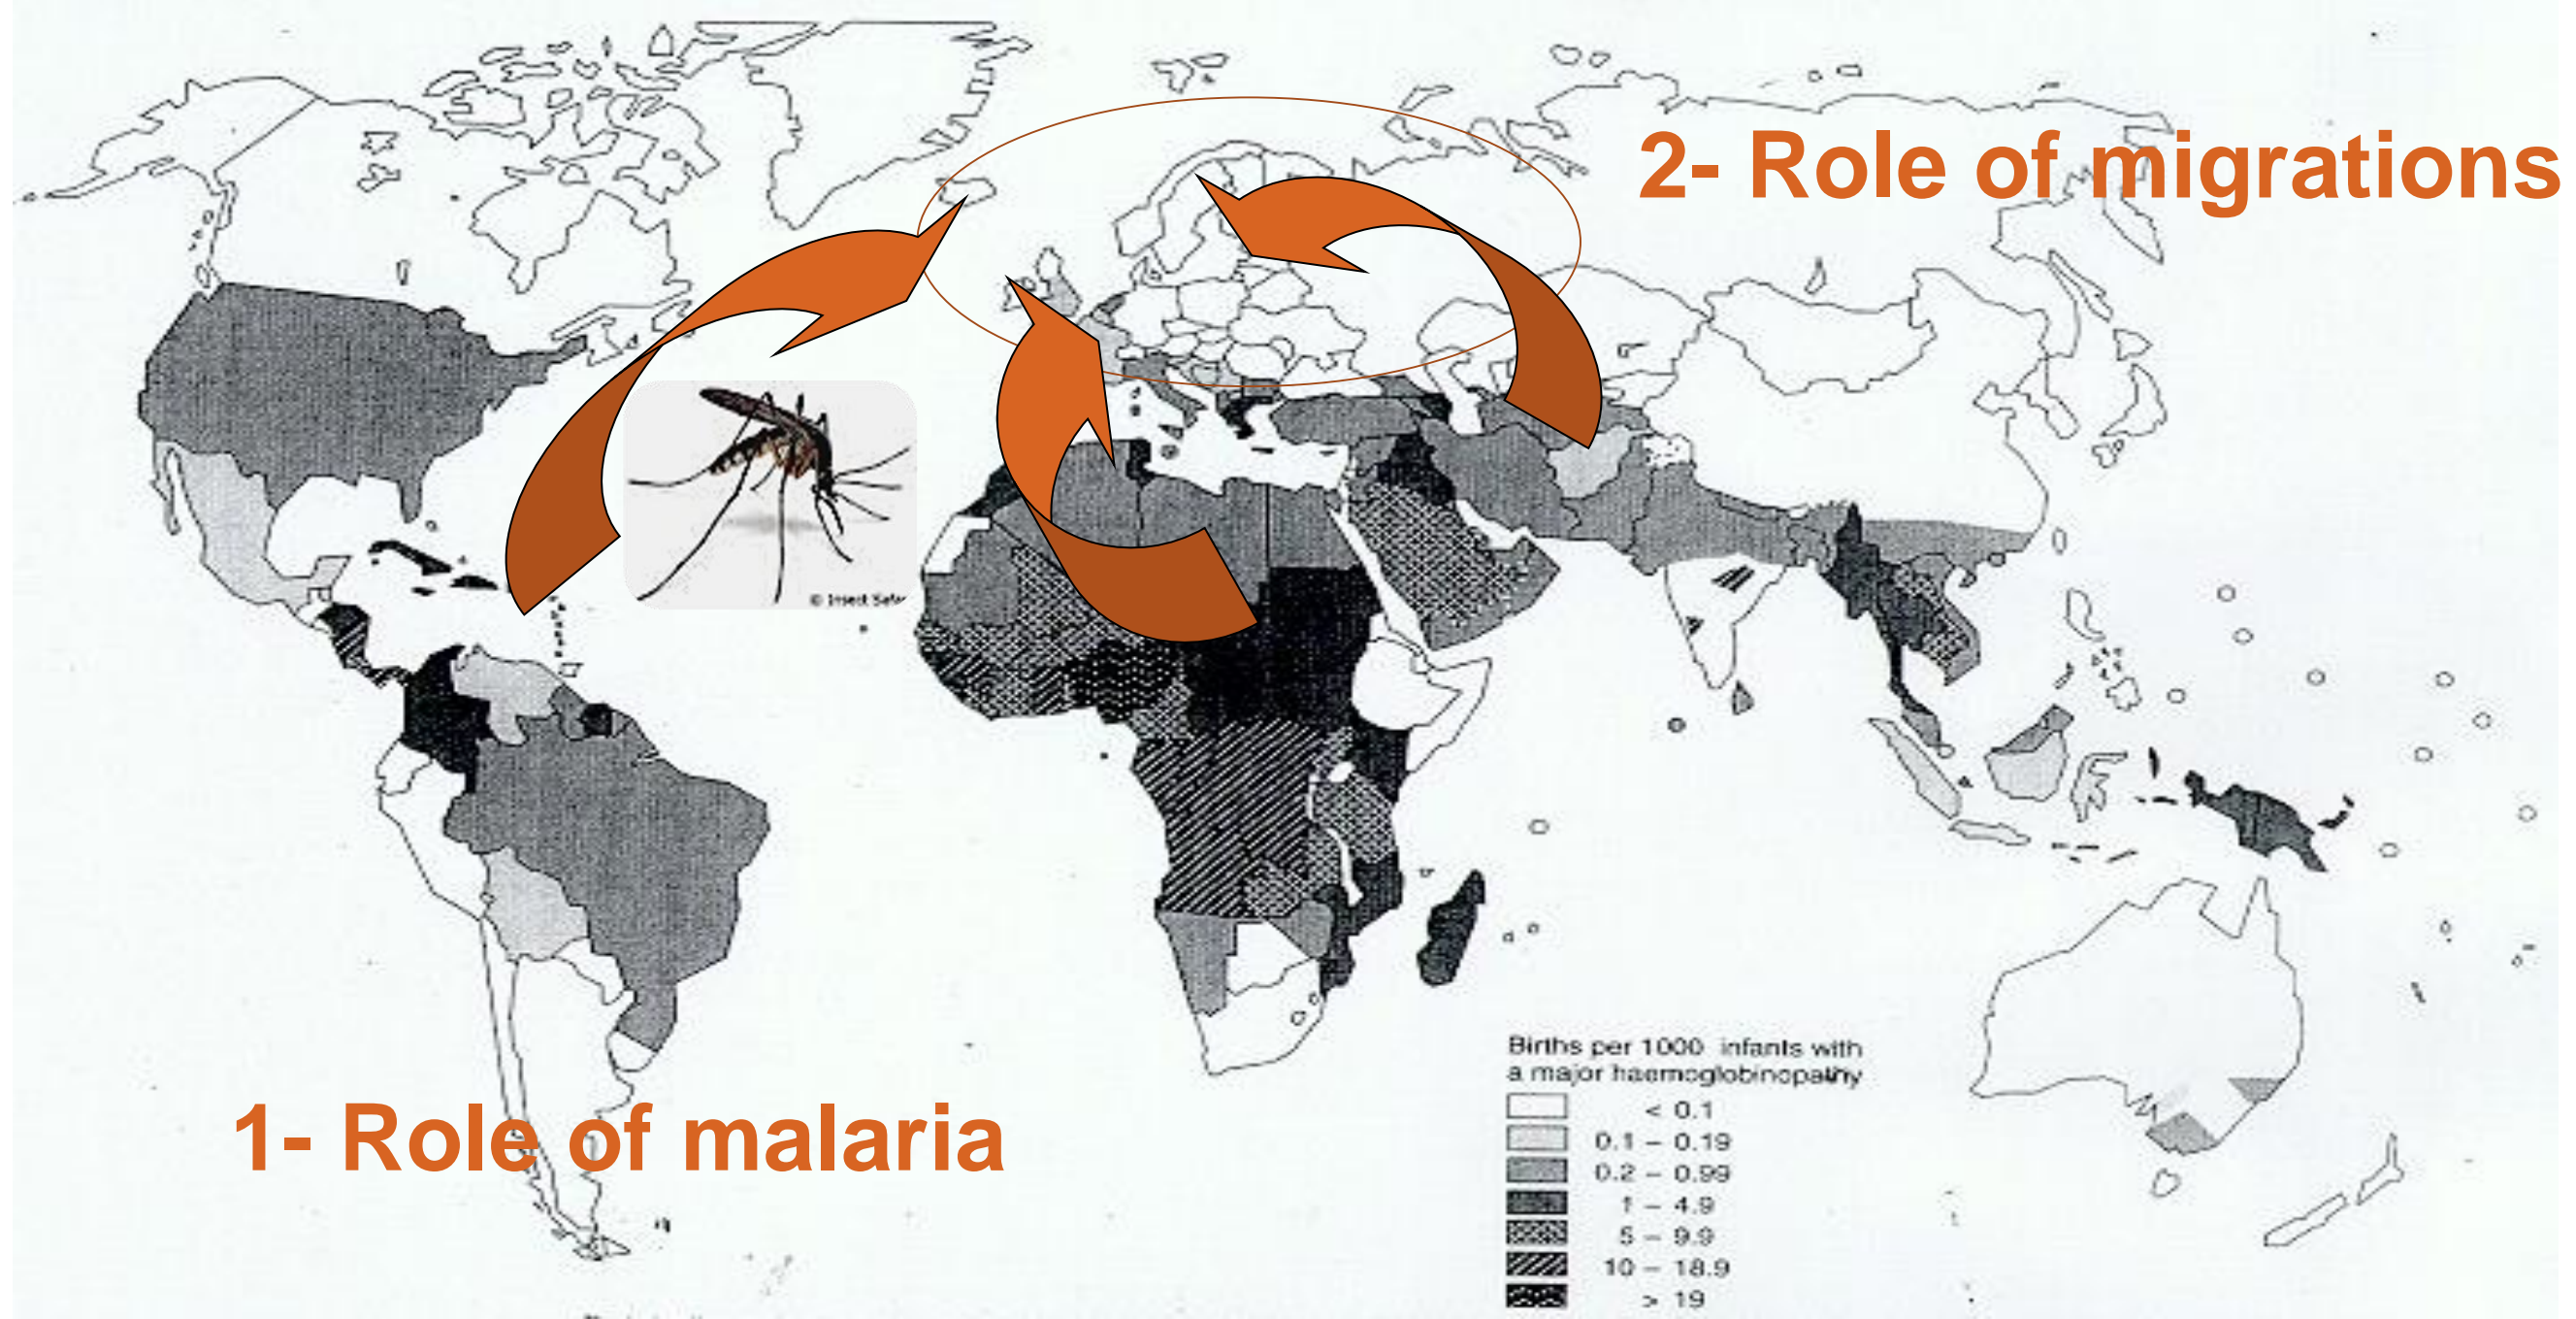 2- Role of migrations
© Insect Safar
1- Role of malaria
Births per 1000 infants with
a major haemoglobinopathy
< 0.1
0.1 – 0.19
0.2 – 0.99
1 – 4.9
5 – 9.9
10 – 18.9
> 19